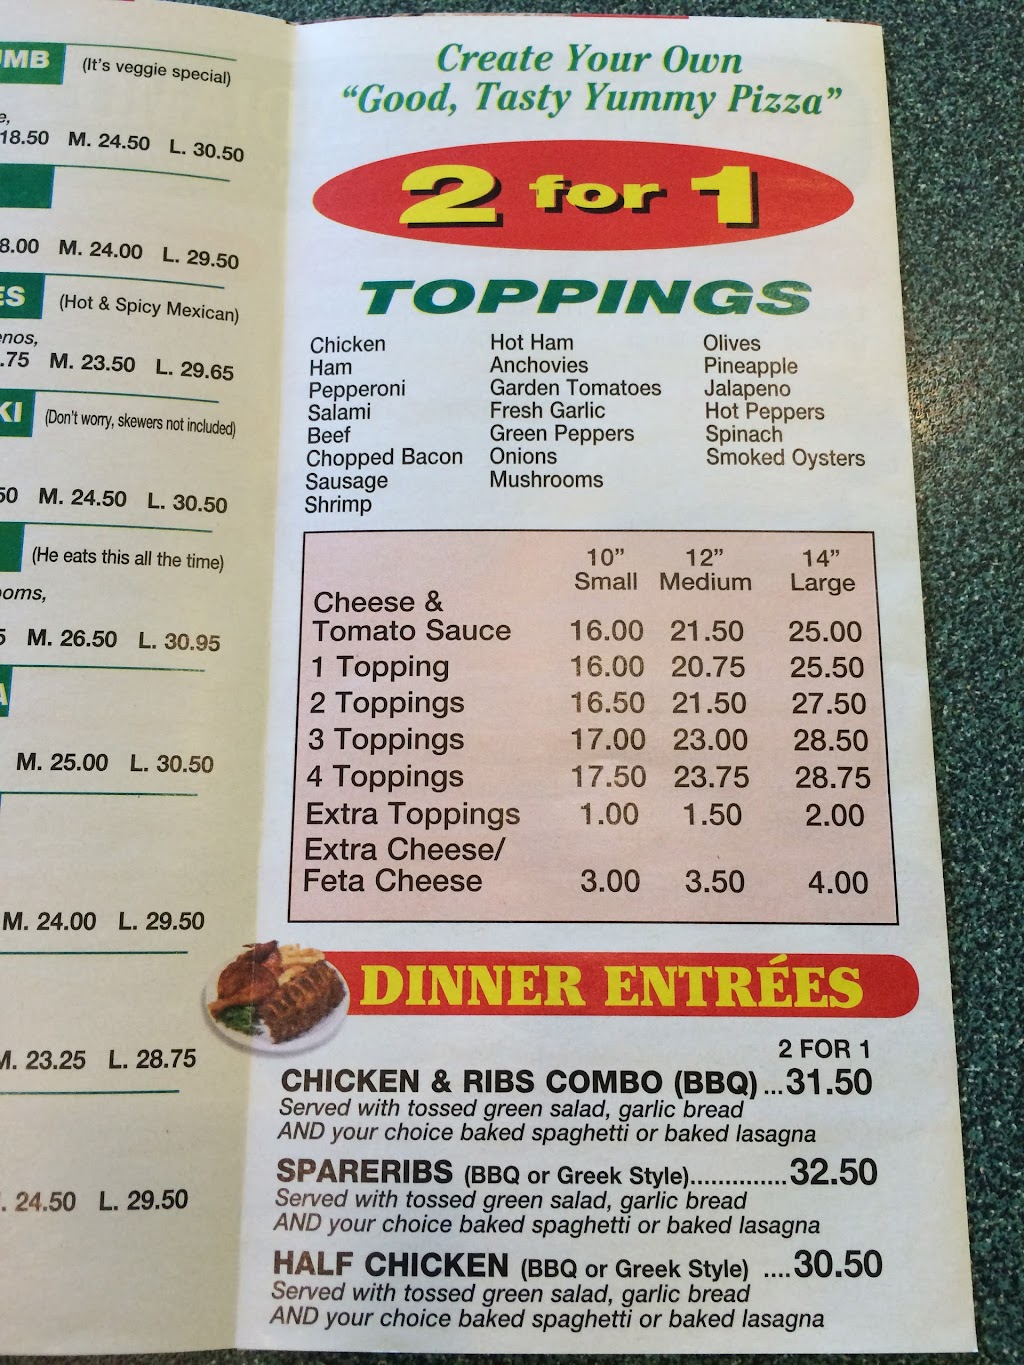 UMB (It's veggie special)
e,
18.50 M. 24.50 L. 30.50
8.00 M. 24.00 L. 29.50
ES (Hot & Spicy Mexican)
enos,
.75 M. 23.50 L. 29.65
KI (Don't worry, skewers not included)
50 M. 24.50 L. 30.50
(He eats this all the time)
ooms,
5 M. 26.50 L. 30.95
A
M. 25.00 L. 30.50
M. 24.00 L. 29.50
M. 23.25 L. 28.75
. 24.50 L. 29.50
Create Your Own
“Good, Tasty Yummy Pizza”
2 for 1
TOPPINGS
Chicken
Ham
Pepperoni
Salami
Beef
Chopped Bacon
Sausage
Shrimp
Hot Ham
Anchovies
Garden Tomatoes
Fresh Garlic
Green Peppers
Onions
Mushrooms
Olives
Pineapple
Jalapeno
Hot Peppers
Spinach
Smoked Oysters
10” 12” 14”
Small Medium Large
Cheese &
Tomato Sauce 16.00 21.50 25.00
1 Topping 16.00 20.75 25.50
2 Toppings 16.50 21.50 27.50
3 Toppings 17.00 23.00 28.50
4 Toppings 17.50 23.75 28.75
Extra Toppings 1.00 1.50 2.00
Extra Cheese/
Feta Cheese 3.00 3.50 4.00
DINNER ENTRÉES
2 FOR 1
CHICKEN & RIBS COMBO (BBQ) ...31.50
Served with tossed green salad, garlic bread
AND your choice baked spaghetti or baked lasagna
SPARERIBS (BBQ or Greek Style)..............32.50
Served with tossed green salad, garlic bread
AND your choice baked spaghetti or baked lasagna
HALF CHICKEN (BBQ or Greek Style) ....30.50
Served with tossed green salad, garlic bread
AND your choice baked spaghetti or baked lasagna